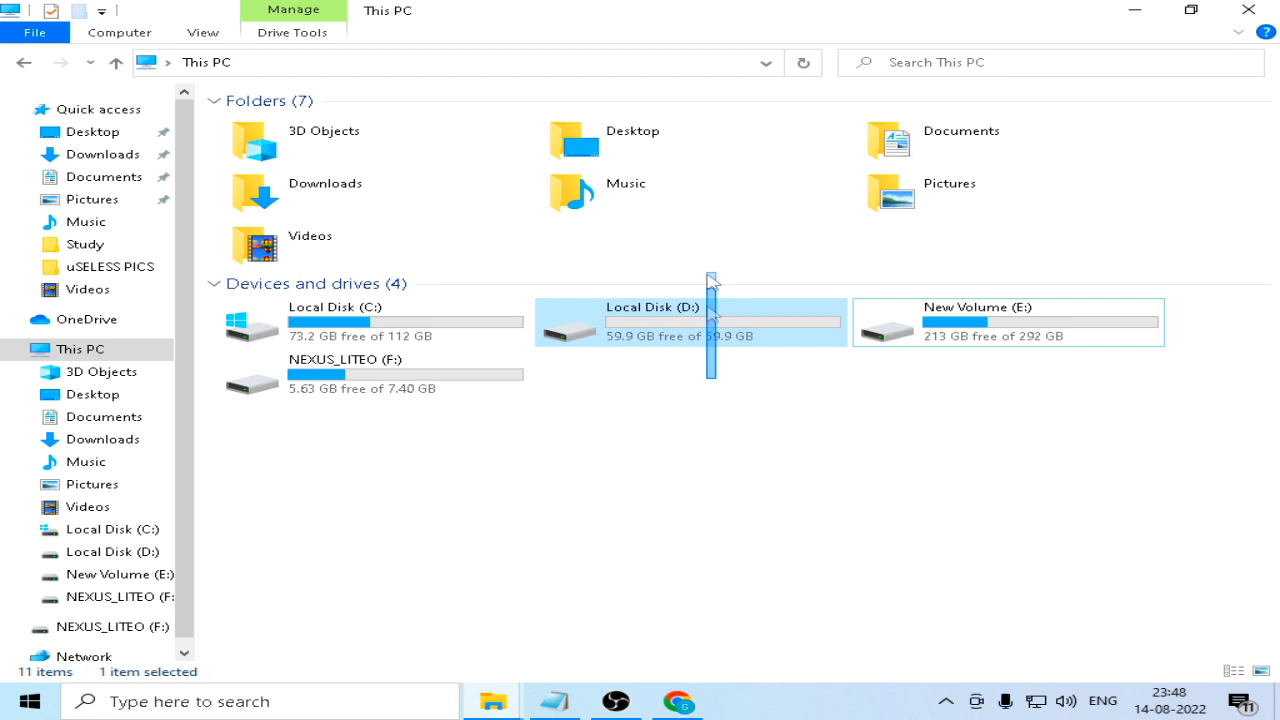 Manage
This PC
File
Computer
View
Drive Tools
This PC
Search This PC
Quick access
Desktop
Downloads
Documents
Pictures
Music
Study
uSELESS PICS
Videos
OneDrive
This PC
3D Objects
Desktop
Documents
Downloads
Music
Pictures
Videos
Local Disk (C:)
Local Disk (D:)
New Volume (E:)
NEXUS_LITEO (F:
NEXUS_LITEO (F:)
Network
Folders (7)
3D Objects
Desktop
Documents
Downloads
Music
Pictures
Videos
Devices and drives (4)
Local Disk (C:)
73.2 GB free of 112 GB
Local Disk (D:)
59.9 GB free of 59.9 GB
New Volume (E:)
213 GB free of 292 GB
NEXUS_LITEO (F:)
5.63 GB free of 7.40 GB
11 items
1 item selected
Type here to search
ENG
23:48
14-08-2022
11